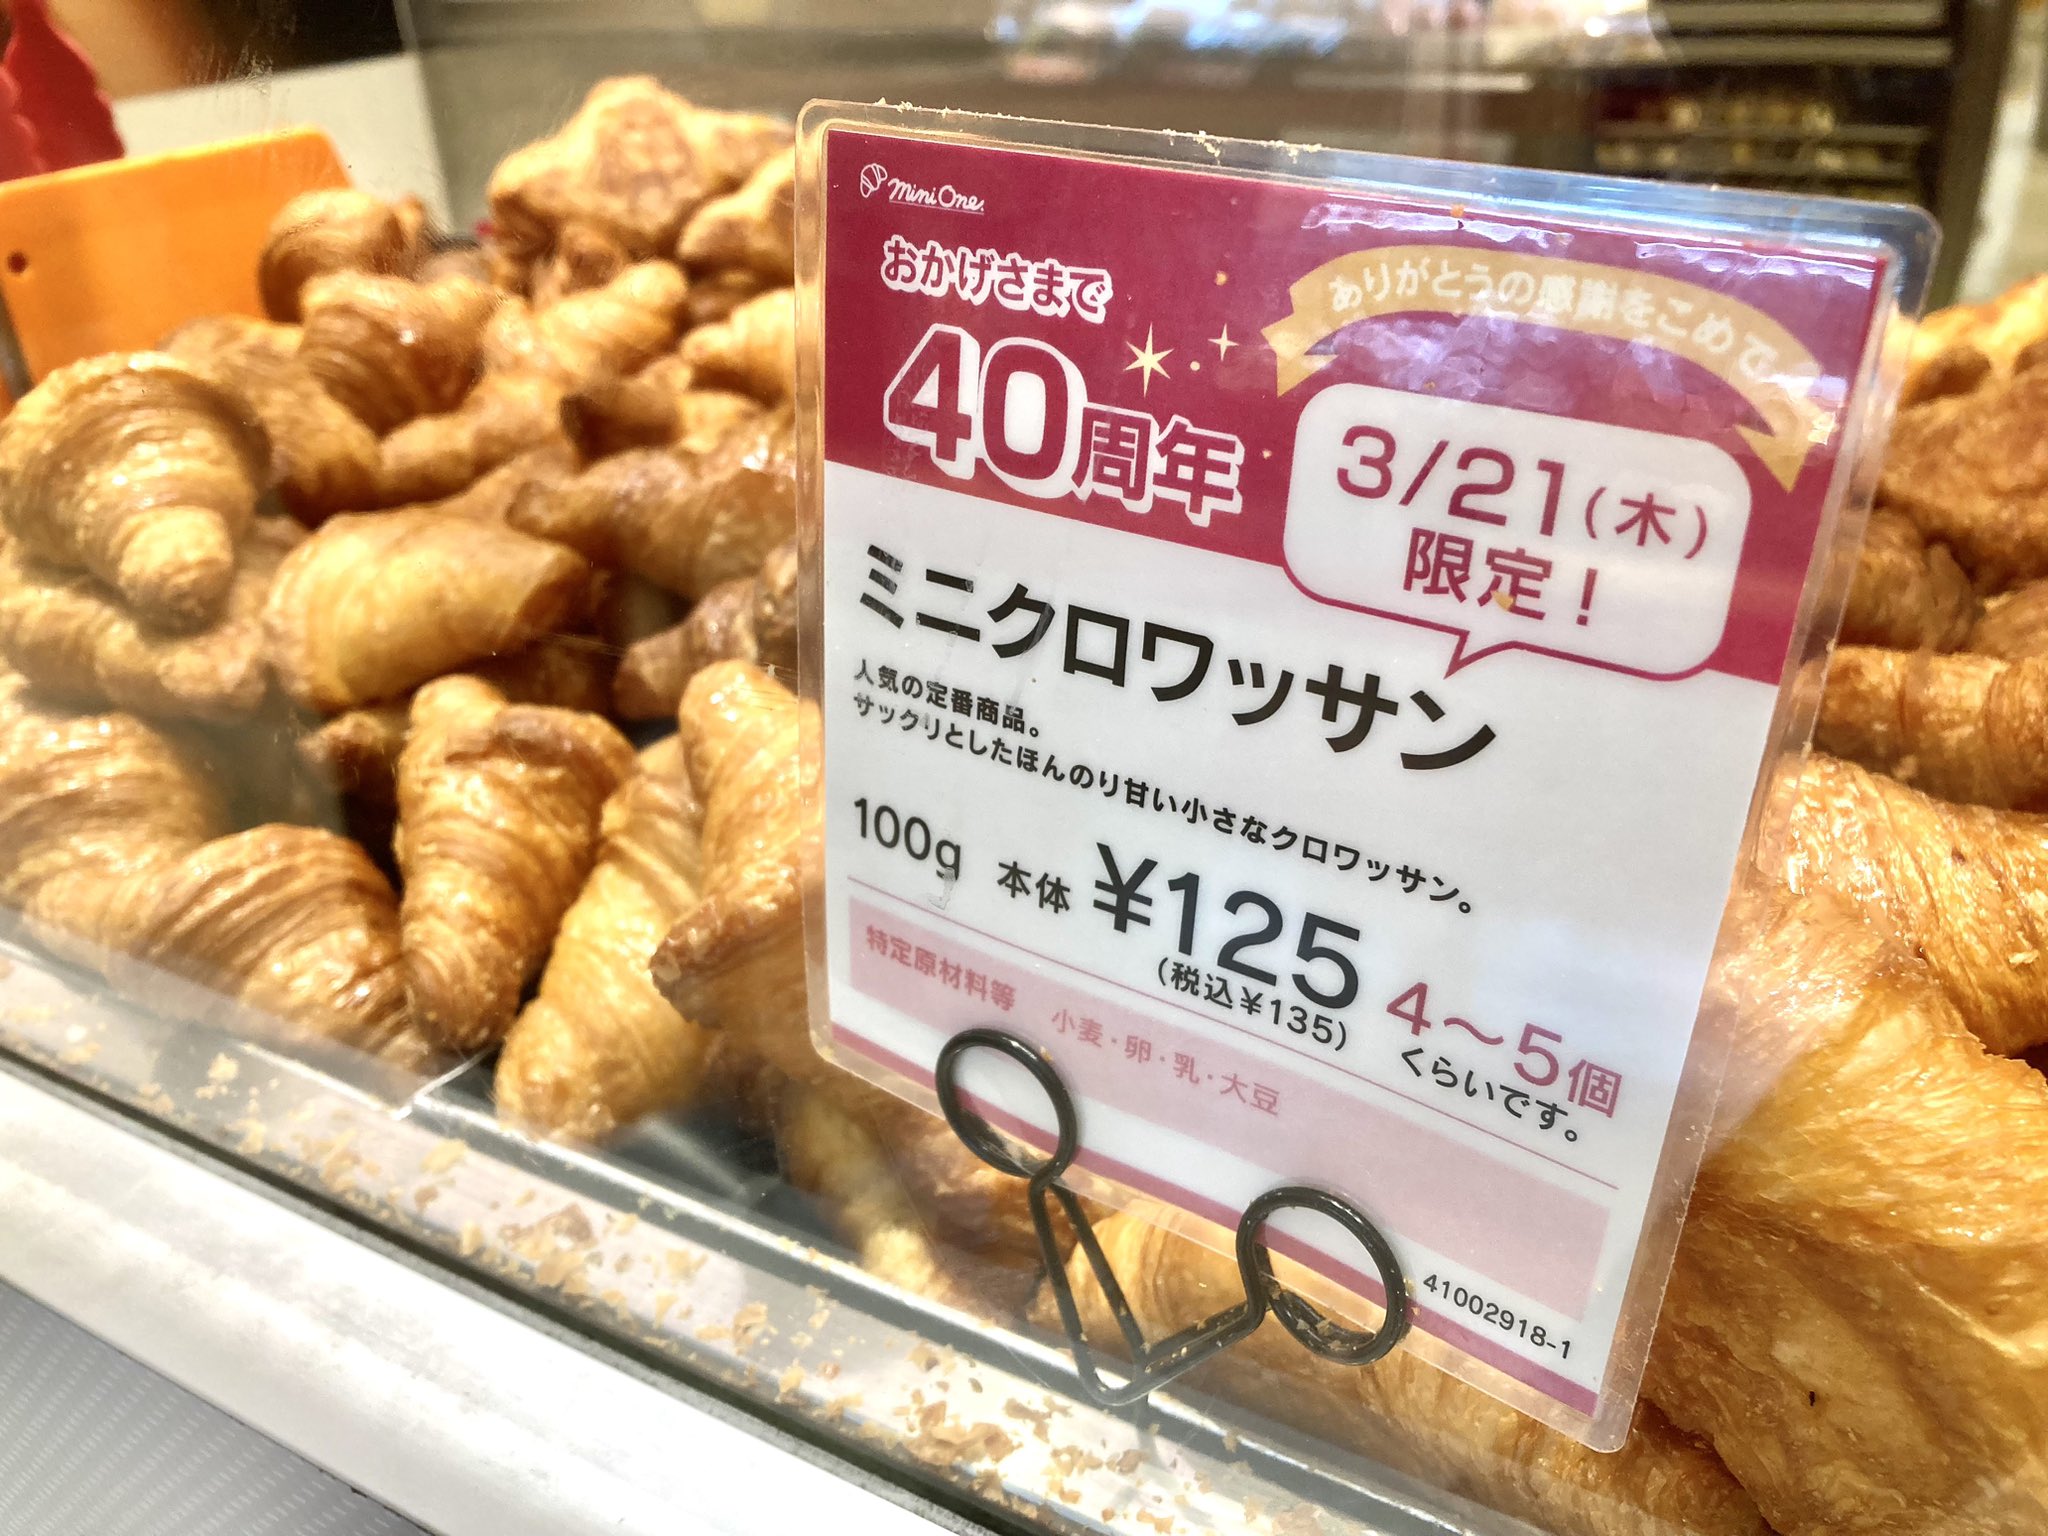 mini One.
おかげさまで
40周年
ありがとうの感謝をこめて
3/21(木)
限定!
ミニクロワッサン
人気の定番商品。
サックリとしたほんのり甘い小さなクロワッサン。
100g 本体 ¥125
(税込¥135)
4～5個
くらいです。
特定原材料等 小麦・卵・乳・大豆
41002918-1